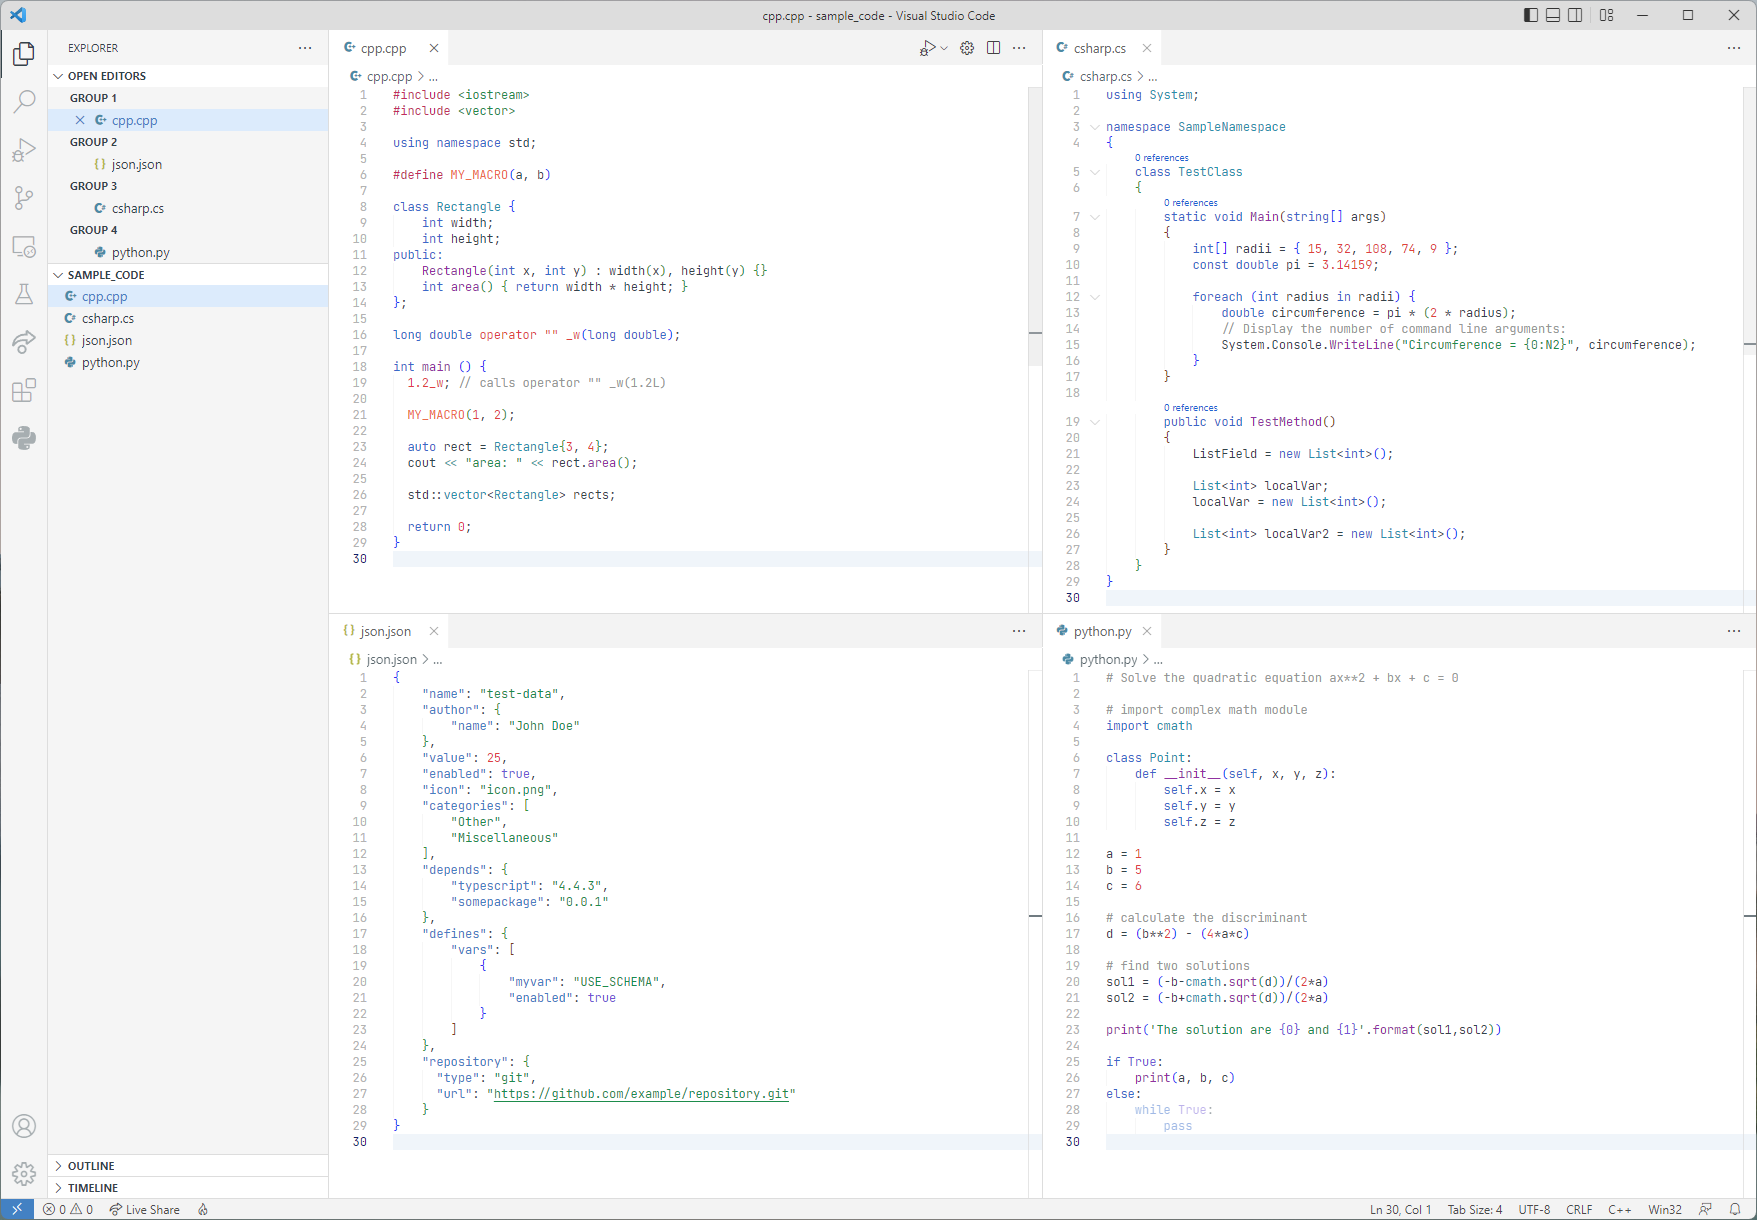 cpp.cpp - sample_code - Visual Studio Code
EXPLORER
OPEN EDITORS
GROUP 1
cpp.cpp
GROUP 2
{} json.json
GROUP 3
csharp.cs
GROUP 4
python.py
SAMPLE_CODE
cpp.cpp
csharp.cs
{} json.json
python.py
OUTLINE
TIMELINE
cpp.cpp
cpp.cpp > ...
1 #include <iostream>
2 #include <vector>
3
4 using namespace std;
5
6 #define MY_MACRO(a, b)
7
8 class Rectangle {
9     int width;
10     int height;
11 public:
12     Rectangle(int x, int y) : width(x), height(y) {}
13     int area() { return width * height; }
14 };
15
16 long double operator "" _w(long double);
17
18 int main () {
19   1.2_w; // calls operator "" _w(1.2L)
20
21   MY_MACRO(1, 2);
22
23   auto rect = Rectangle{3, 4};
24   cout << "area: " << rect.area();
25
26   std::vector<Rectangle> rects;
27
28   return 0;
29 }
30
csharp.cs
csharp.cs > ...
1 using System;
2
3 namespace SampleNamespace
4 {
0 references
5     class TestClass
6     {
0 references
7         static void Main(string[] args)
8         {
9             int[] radii = { 15, 32, 108, 74, 9 };
10             const double pi = 3.14159;
11
12             foreach (int radius in radii) {
13                 double circumference = pi * (2 * radius);
14                 // Display the number of command line arguments:
15                 System.Console.WriteLine("Circumference = {0:N2}", circumference);
16             }
17         }
18
0 references
19         public void TestMethod()
20         {
21             ListField = new List<int>();
22
23             List<int> localVar;
24             localVar = new List<int>();
25
26             List<int> localVar2 = new List<int>();
27         }
28     }
29 }
30
{} json.json
{} json.json > ...
1 {
2     "name": "test-data",
3     "author": {
4         "name": "John Doe"
5     },
6     "value": 25,
7     "enabled": true,
8     "icon": "icon.png",
9     "categories": [
10         "Other",
11         "Miscellaneous"
12     ],
13     "depends": {
14         "typescript": "4.4.3",
15         "somepackage": "0.0.1"
16     },
17     "defines": {
18         "vars": [
19             {
20                 "myvar": "USE_SCHEMA",
21                 "enabled": true
22             }
23         ]
24     },
25     "repository": {
26       "type": "git",
27       "url": "https://github.com/example/repository.git"
28     }
29 }
30
python.py
python.py > ...
1 # Solve the quadratic equation ax**2 + bx + c = 0
2
3 # import complex math module
4 import cmath
5
6 class Point:
7     def __init__(self, x, y, z):
8         self.x = x
9         self.y = y
10         self.z = z
11
12 a = 1
13 b = 5
14 c = 6
15
16 # calculate the discriminant
17 d = (b**2) - (4*a*c)
18
19 # find two solutions
20 sol1 = (-b-cmath.sqrt(d))/(2*a)
21 sol2 = (-b+cmath.sqrt(d))/(2*a)
22
23 print('The solution are {0} and {1}'.format(sol1,sol2))
24
25 if True:
26     print(a, b, c)
27 else:
28     while True:
29         pass
30
0 0 Live Share
Ln 30, Col 1 Tab Size: 4 UTF-8 CRLF C++ Win32